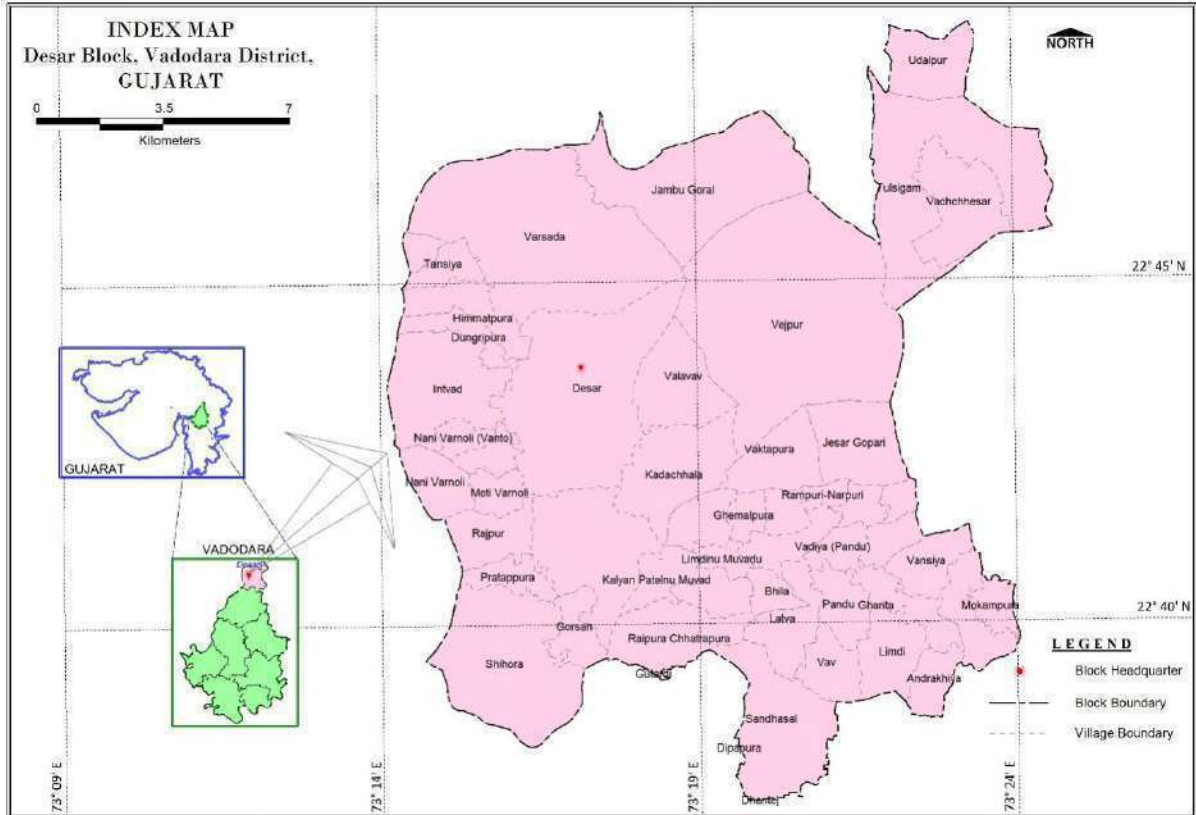 INDEX MAP
Desar Block, Vadodara District,
GUJARAT
0 3.5 7
Kilometers
NORTH
Udalpur
Tulsigam
Vachchhesar
Jambu Goral
Varsada
Tansiya
22° 45' N
Himmatpura
Dungripura
Vejpur
Desar
Valavav
Intvad
Nani Varnoli (Vanto)
Vaktapura
Jesar Gopari
GUJARAT
Kadachhala
Nani Varnoli
Moti Varnoli
Rampuri-Narpuri
Ghemalpura
Rajpur
VADODARA
Desar
Limdinu Muvadu
Vadiya (Pandu)
Vansiya
Pratappura
Kalyan Patelnu Muvad
Bhila
Pandu Ghanta
Mokampura
22° 40' N
Latva
Gorsan
Raipura Chhatrapura
LEGEND
Shihora
Vav
Limdi
Block Headquarter
Andrakhiya
Block Boundary
Sandhasal
Village Boundary
Dipapura
Dhantej
73° 09' E
73° 14' E
73° 19' E
73° 24' E